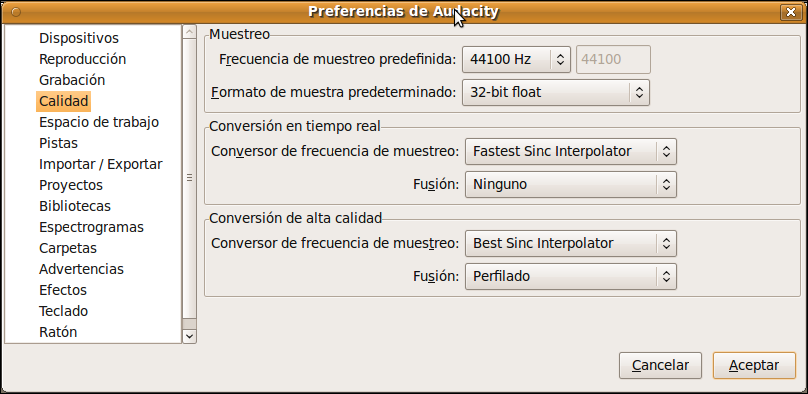 Preferencias de Audacity
Dispositivos
Reproducción
Grabación
Calidad
Espacio de trabajo
Pistas
Importar / Exportar
Proyectos
Bibliotecas
Espectrogramas
Carpetas
Advertencias
Efectos
Teclado
Ratón
Muestreo
Frecuencia de muestreo predefinida: 44100 Hz 44100
Formato de muestra predeterminado: 32-bit float
Conversión en tiempo real
Conversor de frecuencia de muestreo: Fastest Sinc Interpolator
Fusión: Ninguno
Conversión de alta calidad
Conversor de frecuencia de muestreo: Best Sinc Interpolator
Fusión: Perfilado
Cancelar Aceptar